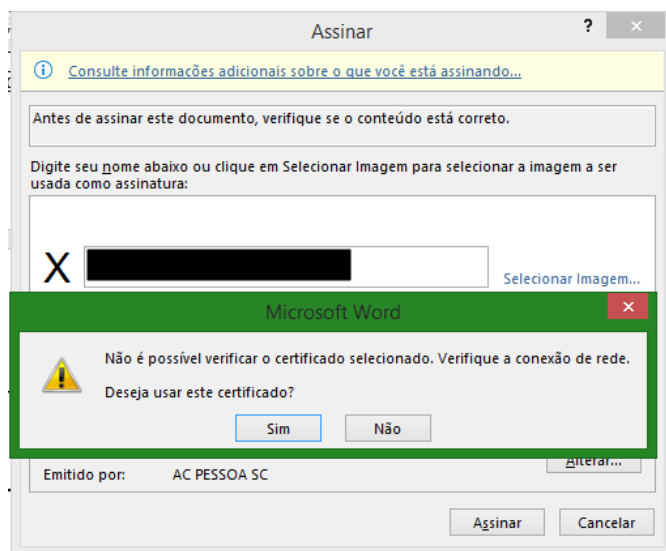 Assinar
?
Consulte informações adicionais sobre o que você está assinando...
Antes de assinar este documento, verifique se o conteúdo está correto.
Digite seu nome abaixo ou clique em Selecionar Imagem para selecionar a imagem a ser
usada como assinatura:
X
Selecionar Imagem...
Microsoft Word
Não é possível verificar o certificado selecionado. Verifique a conexão de rede.
Deseja usar este certificado?
Sim Não
Alterar...
Emitido por: AC PESSOA SC
Assinar Cancelar